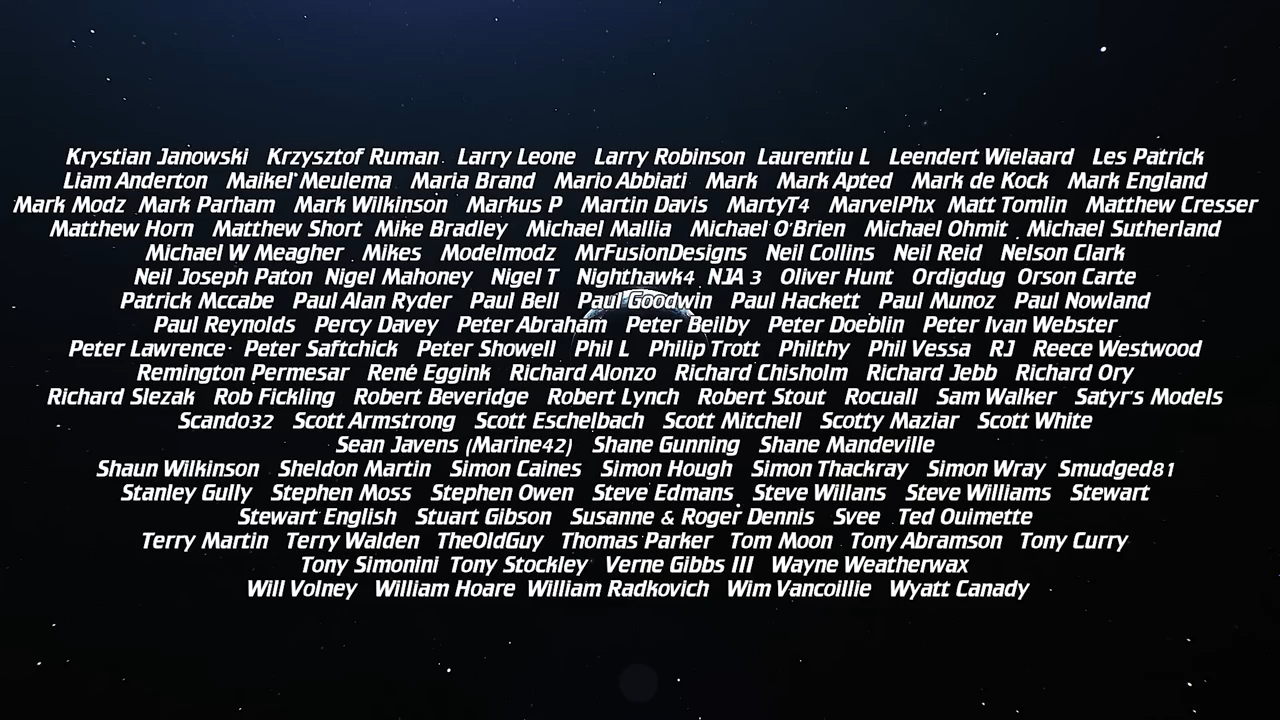 Krystian Janowski Krzysztof Ruman Larry Leone Larry Robinson Laurentiu L Leendert Wielaard Les Patrick
Liam Anderton Maikel Meulema Maria Brand Mario Abbiati Mark Mark Apted Mark de Kock Mark England
Mark Modz Mark Parham Mark Wilkinson Markus P Martin Davis MartyT4 MarvelPhx Matt Tomlin Matthew Cresser
Matthew Horn Matthew Short Mike Bradley Michael Mallia Michael O'Brien Michael Ohmit Michael Sutherland
Michael W Meagher Mikes Modelmodz MrFusionDesigns Neil Collins Neil Reid Nelson Clark
Neil Joseph Paton Nigel Mahoney Nigel T Nighthawk4 NJA 3 Oliver Hunt Ordigdug Orson Carte
Patrick Mccabe Paul Alan Ryder Paul Bell Paul Goodwin Paul Hackett Paul Munoz Paul Nowland
Paul Reynolds Percy Davey Peter Abraham Peter Beilby Peter Doeblin Peter Ivan Webster
Peter Lawrence Peter Saftchick Peter Showell Phil L Philip Trott Philthy Phil Vessa RJ Reece Westwood
Remington Permesar René Eggink Richard Alonzo Richard Chisholm Richard Jebb Richard Ory
Richard Slezak Rob Fickling Robert Beveridge Robert Lynch Robert Stout Rocuall Sam Walker Satyr's Models
Scando32 Scott Armstrong Scott Eschelbach Scott Mitchell Scotty Maziar Scott White
Sean Javens (Marine42) Shane Gunning Shane Mandeville
Shaun Wilkinson Sheldon Martin Simon Caines Simon Hough Simon Thackray Simon Wray Smudged81
Stanley Gully Stephen Moss Stephen Owen Steve Edmans Steve Willans Steve Williams Stewart
Stewart English Stuart Gibson Susanne & Roger Dennis Svee Ted Ouimette
Terry Martin Terry Walden TheOldGuy Thomas Parker Tom Moon Tony Abramson Tony Curry
Tony Simonini Tony Stockley Verne Gibbs III Wayne Weatherwax
Will Volney William Hoare William Radkovich Wim Vancoillie Wyatt Canady